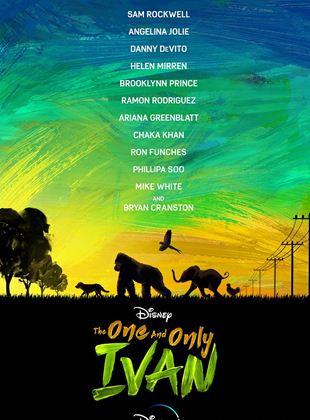 SAM ROCKWELL
ANGELINA JOLIE
DANNY DeVITO
HELEN MIRREN
BROOKLYNN PRINCE
RAMON RODRIGUEZ
ARIANA GREENBLATT
CHAKA KHAN
RON FUNCHES
PHILLIPA SOO
MIKE WHITE
AND
BRYAN CRANSTON
Disney
The One And Only
IVAN
Disney